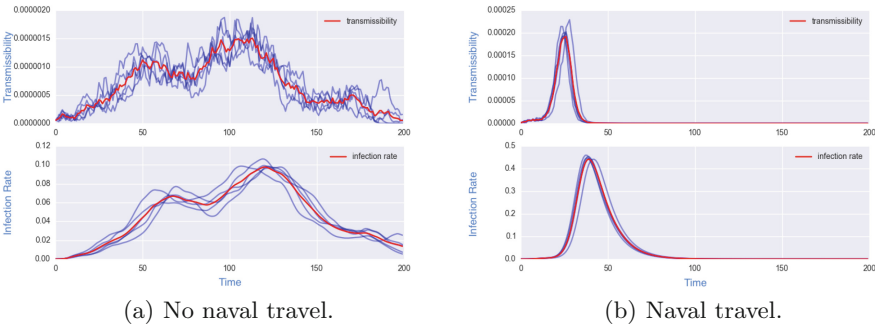 0.0000020
0.0000015
0.0000010
0.0000005
0.0000000
Transmissibility
transmissibility
0 50 100 150 200
0.12
0.10
0.08
0.06
0.04
0.02
0.00
Infection Rate
infection rate
0 50 100 150 200
Time
(a) No naval travel.
0.00025
0.00020
0.00015
0.00010
0.00005
0.00000
Transmissibility
transmissibility
0 50 100 150 200
0.5
0.4
0.3
0.2
0.1
0.0
Infection Rate
infection rate
0 50 100 150 200
Time
(b) Naval travel.